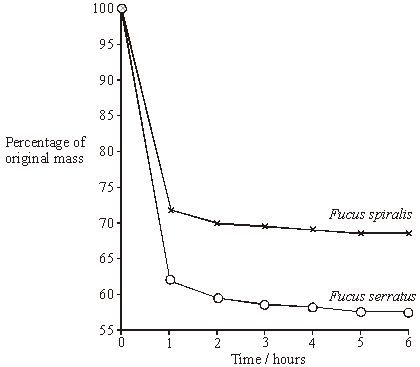 100
95
90
85
80
75
70
65
60
55
Percentage of
original mass
Fucus spiralis
Fucus serratus
0 1 2 3 4 5 6
Time / hours